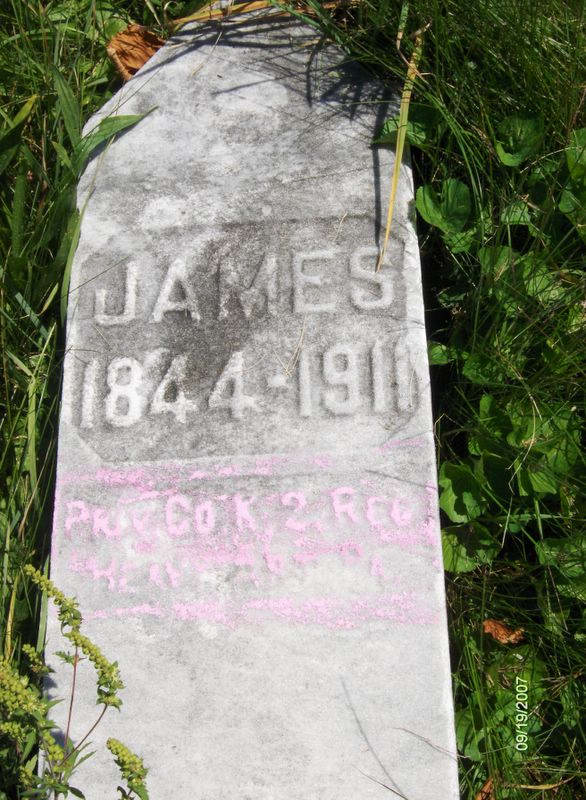 JAMES
1844-1911
PRIV. CO K, 2, REG
09/19/2007